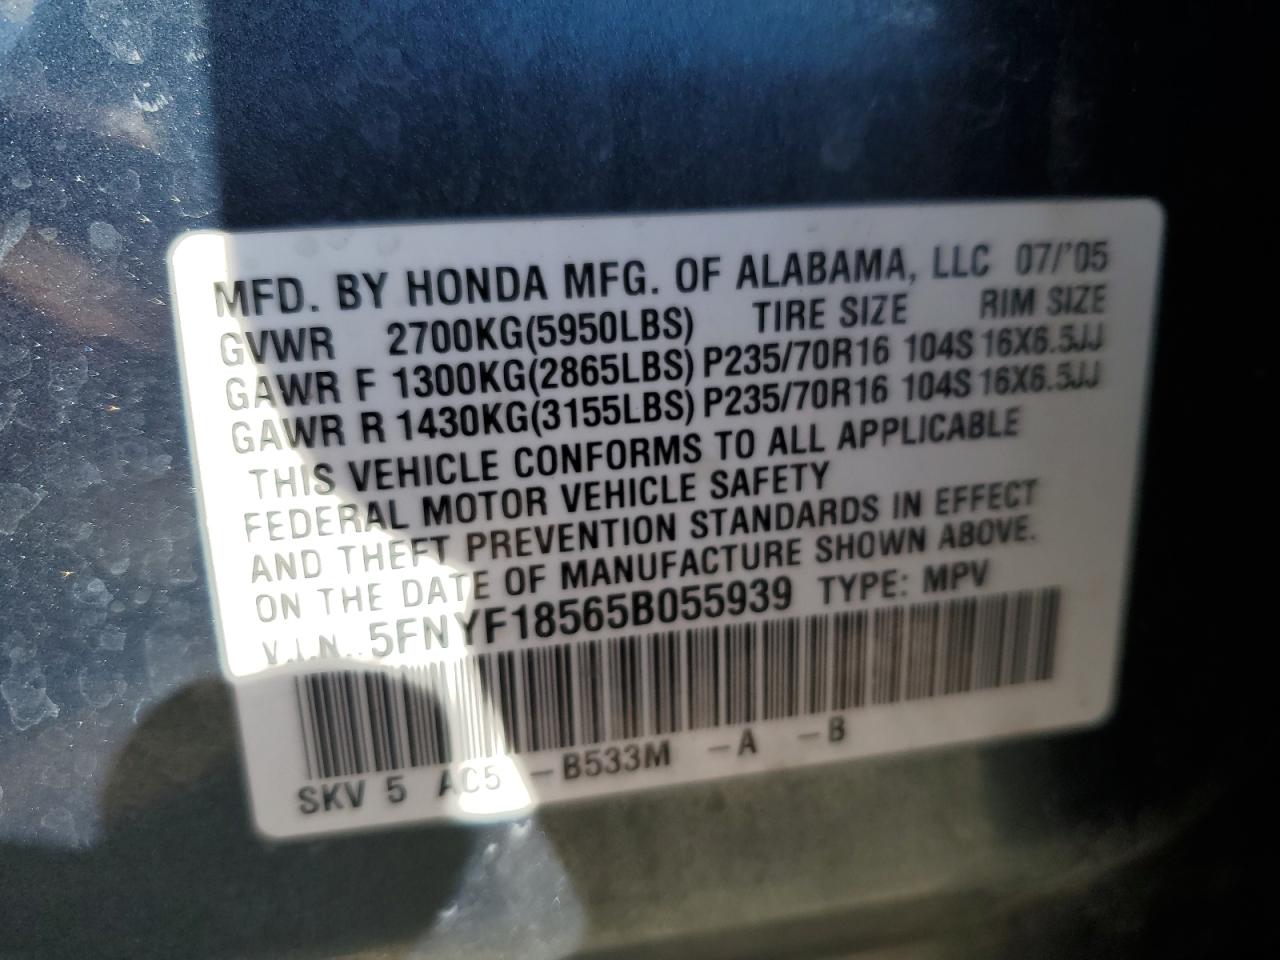 MFD. BY HONDA MFG. OF ALABAMA, LLC 07/'05
GVWR 2700KG(5950LBS) TIRE SIZE RIM SIZE
GAWR F 1300KG(2865LBS) P235/70R16 104S 16X6.5JJ
GAWR R 1430KG(3155LBS) P235/70R16 104S 16X6.5JJ
THIS VEHICLE CONFORMS TO ALL APPLICABLE
FEDERAL MOTOR VEHICLE SAFETY
AND THEFT PREVENTION STANDARDS IN EFFECT
ON THE DATE OF MANUFACTURE SHOWN ABOVE.
V.I.N.: 5FNYF18565B055939 TYPE: MPV
SKV 5 AC5 -B533M -A -B